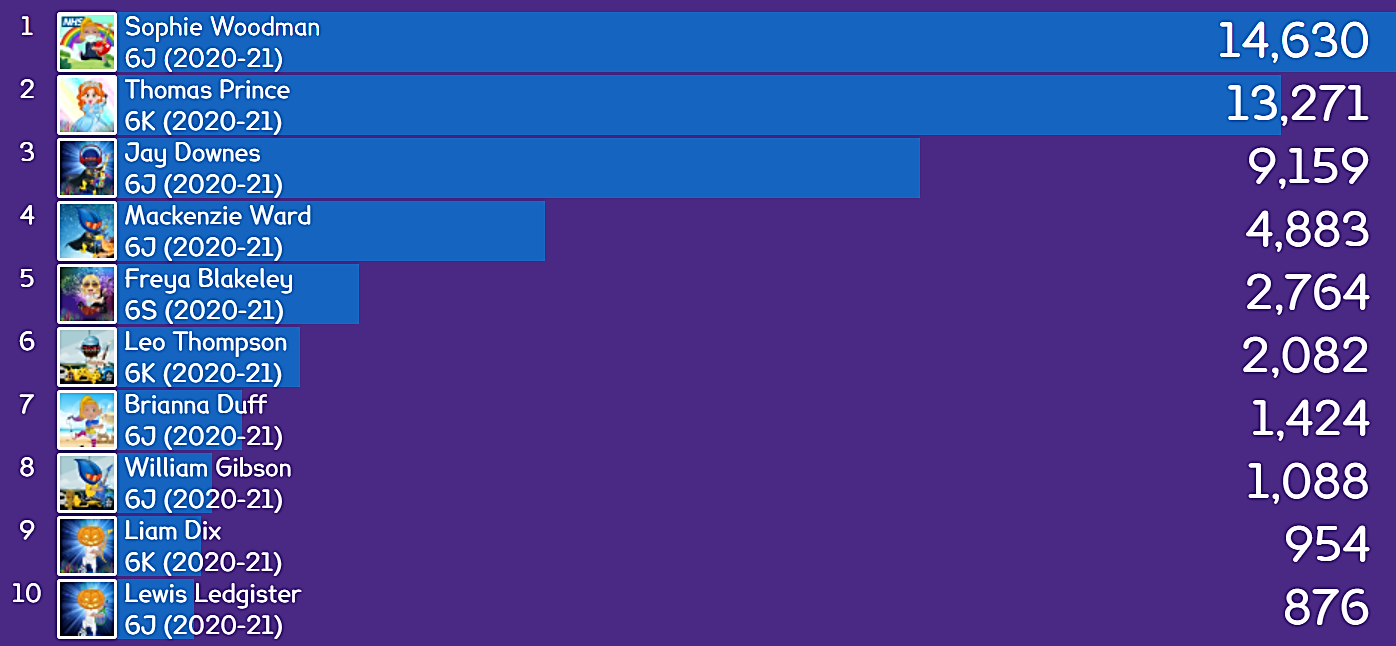 1
NHS
Sophie Woodman
6J (2020-21)
14,630
2
Thomas Prince
6K (2020-21)
13,271
3
Jay Downes
6J (2020-21)
9,159
4
Mackenzie Ward
6J (2020-21)
4,883
5
Freya Blakeley
6S (2020-21)
2,764
6
Leo Thompson
6K (2020-21)
2,082
7
Brianna Duff
6J (2020-21)
1,424
8
William Gibson
6J (2020-21)
1,088
9
Liam Dix
6K (2020-21)
954
10
Lewis Ledgister
6J (2020-21)
876